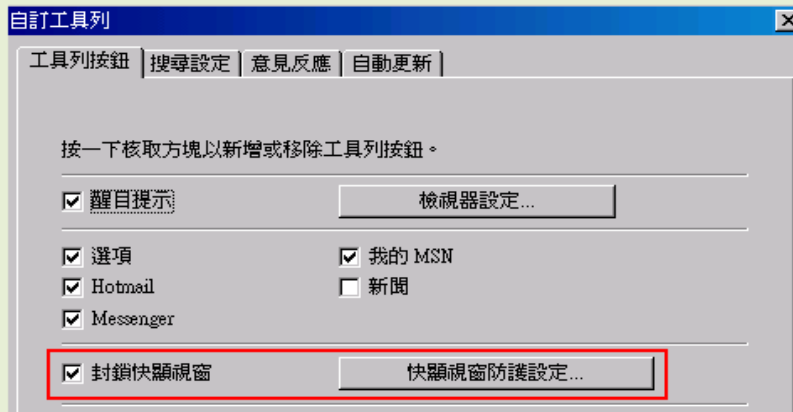 自訂工具列
工具列按鈕 搜尋設定 意見反應 自動更新
按一下核取方塊以新增或移除工具列按鈕。
醒目提示 檢視器設定...
選項 我的 MSN
Hotmail 新聞
Messenger
封鎖快顯視窗 快顯視窗防護設定...